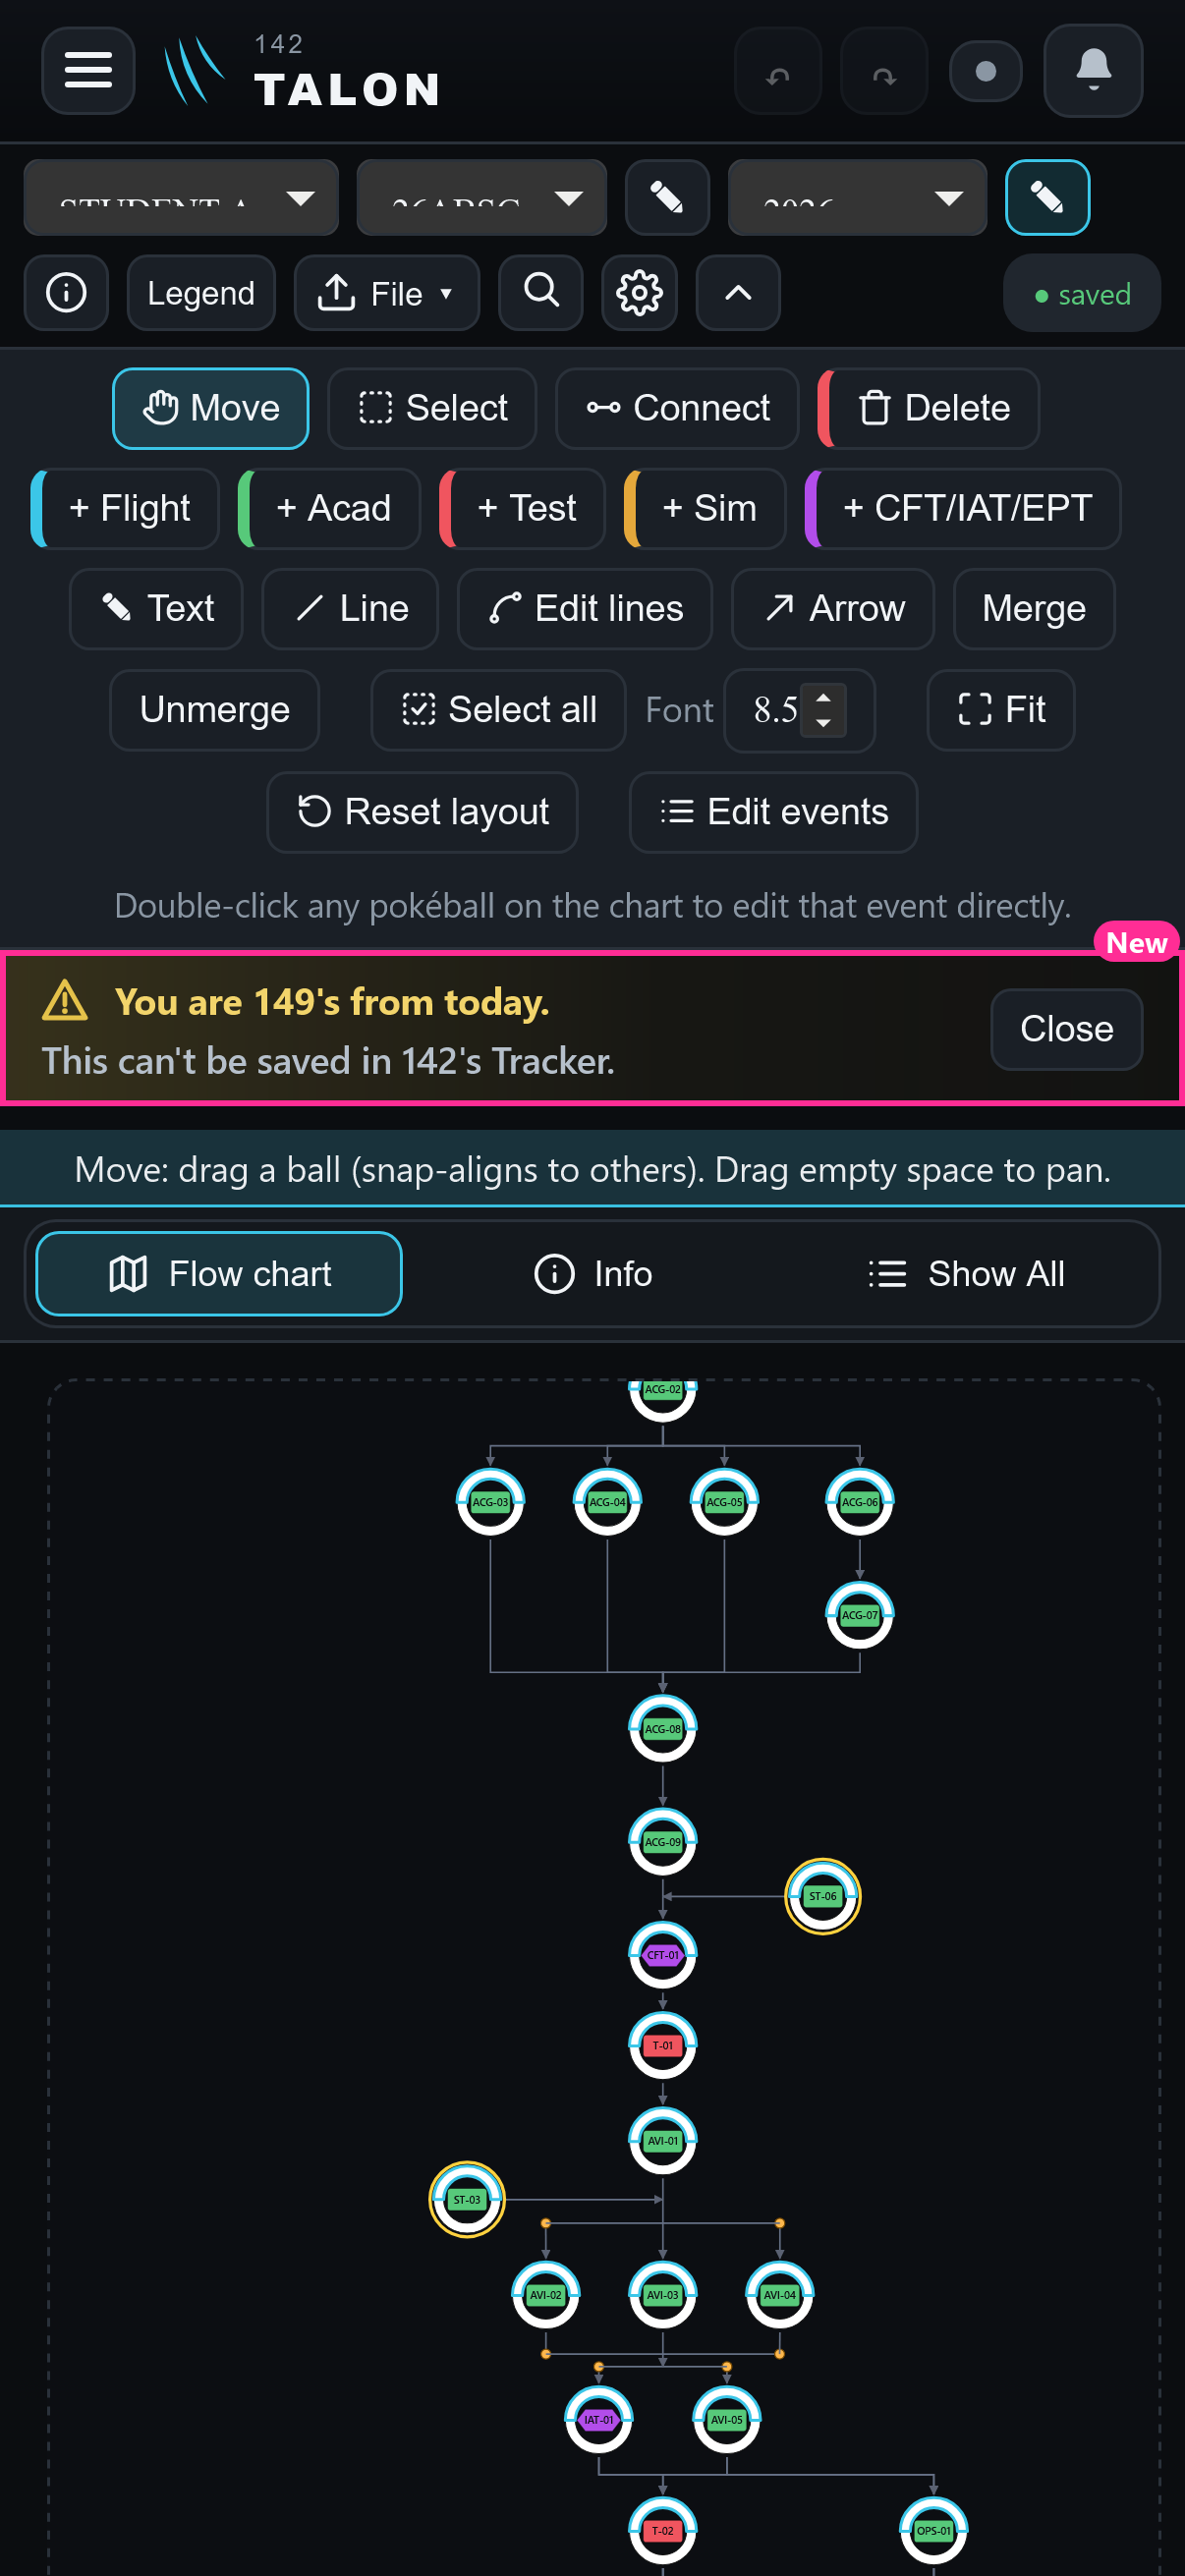 142
TALON
2026
Legend
File
saved
Move
Select
Connect
Delete
+ Flight
+ Acad
+ Test
+ Sim
+ CFT/IAT/EPT
Text
Line
Edit lines
Arrow
Merge
Unmerge
Select all
Font
8.5
Fit
Reset layout
Edit events
Double-click any pokéball on the chart to edit that event directly.
New
You are 149's from today.
This can't be saved in 142's Tracker.
Close
Move: drag a ball (snap-aligns to others). Drag empty space to pan.
Flow chart
Info
Show All
ACG-02
ACG-03
ACG-04
ACG-05
ACG-06
ACG-07
ACG-08
ACG-09
ST-06
CFT-01
T-01
AVI-01
ST-03
AVI-02
AVI-03
AVI-04
IAT-01
AVI-05
T-02
OPS-01